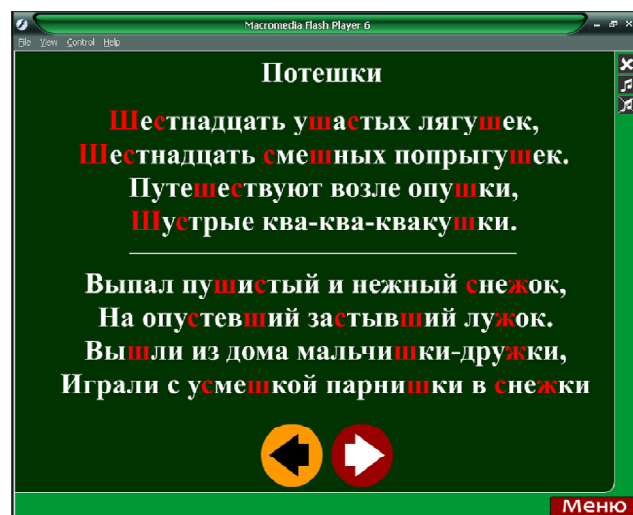 Macromedia Flash Player 6
File View Control Help
Потешки
Шестнадцать ушастых лягушек,
Шестнадцать смешных попрыгушек.
Путешествуют возле опушки,
Шустрые ква-ква-квакушки.
Выпал пушистый и нежный снежок,
На опустевший застывший лужок.
Вышли из дома мальчишки-дружки,
Играли с усмешкой парнишки в снежки
Меню